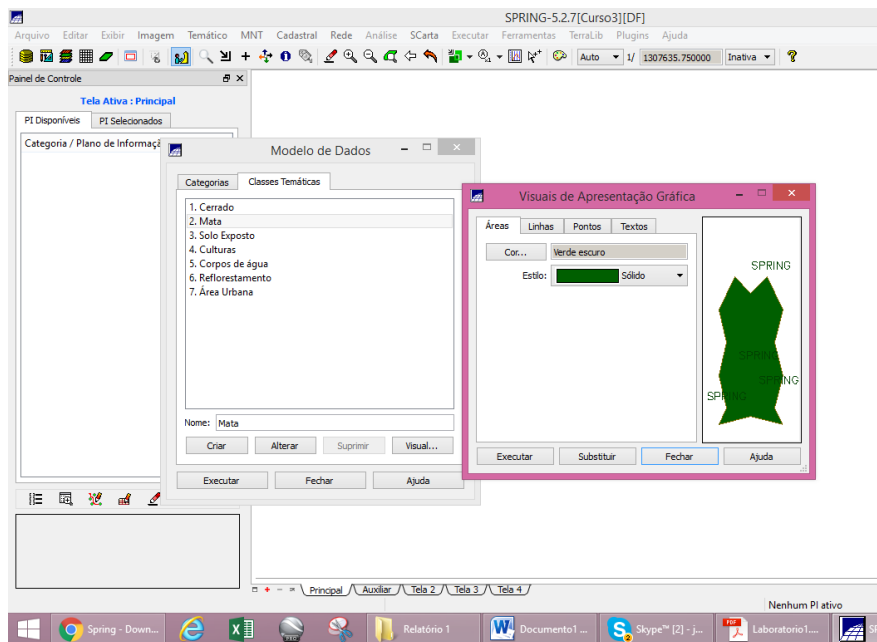 SPRING-5.2.7[Curso3][DF]
Arquivo Editar Exibir Imagem Temático MNT Cadastral Rede Análise SCarta Executar Ferramentas TerraLib Plugins Ajuda
Auto 1/ 1307635.750000 Inativa
Painel de Controle
Tela Ativa : Principal
PI Disponíveis PI Selecionados
Categoria / Plano de Informaçã
Modelo de Dados
Categorias Classes Temáticas
1. Cerrado
2. Mata
3. Solo Exposto
4. Culturas
5. Corpos de água
6. Reflorestamento
7. Área Urbana
Nome: Mata
Criar Alterar Suprimir Visual...
Executar Fechar Ajuda
Visuais de Apresentação Gráfica
Áreas Linhas Pontos Textos
Cor... Verde escuro
Estilo: Sólido
SPRING
SPRING
SPRING
SPRING
Executar Substituir Fechar Ajuda
Principal Auxiliar Tela 2 Tela 3 Tela 4
Nenhum PI ativo
Spring - Down... Relatório 1 Documento1 ... Skype™ [2] - j... Laboratorio1.... SP